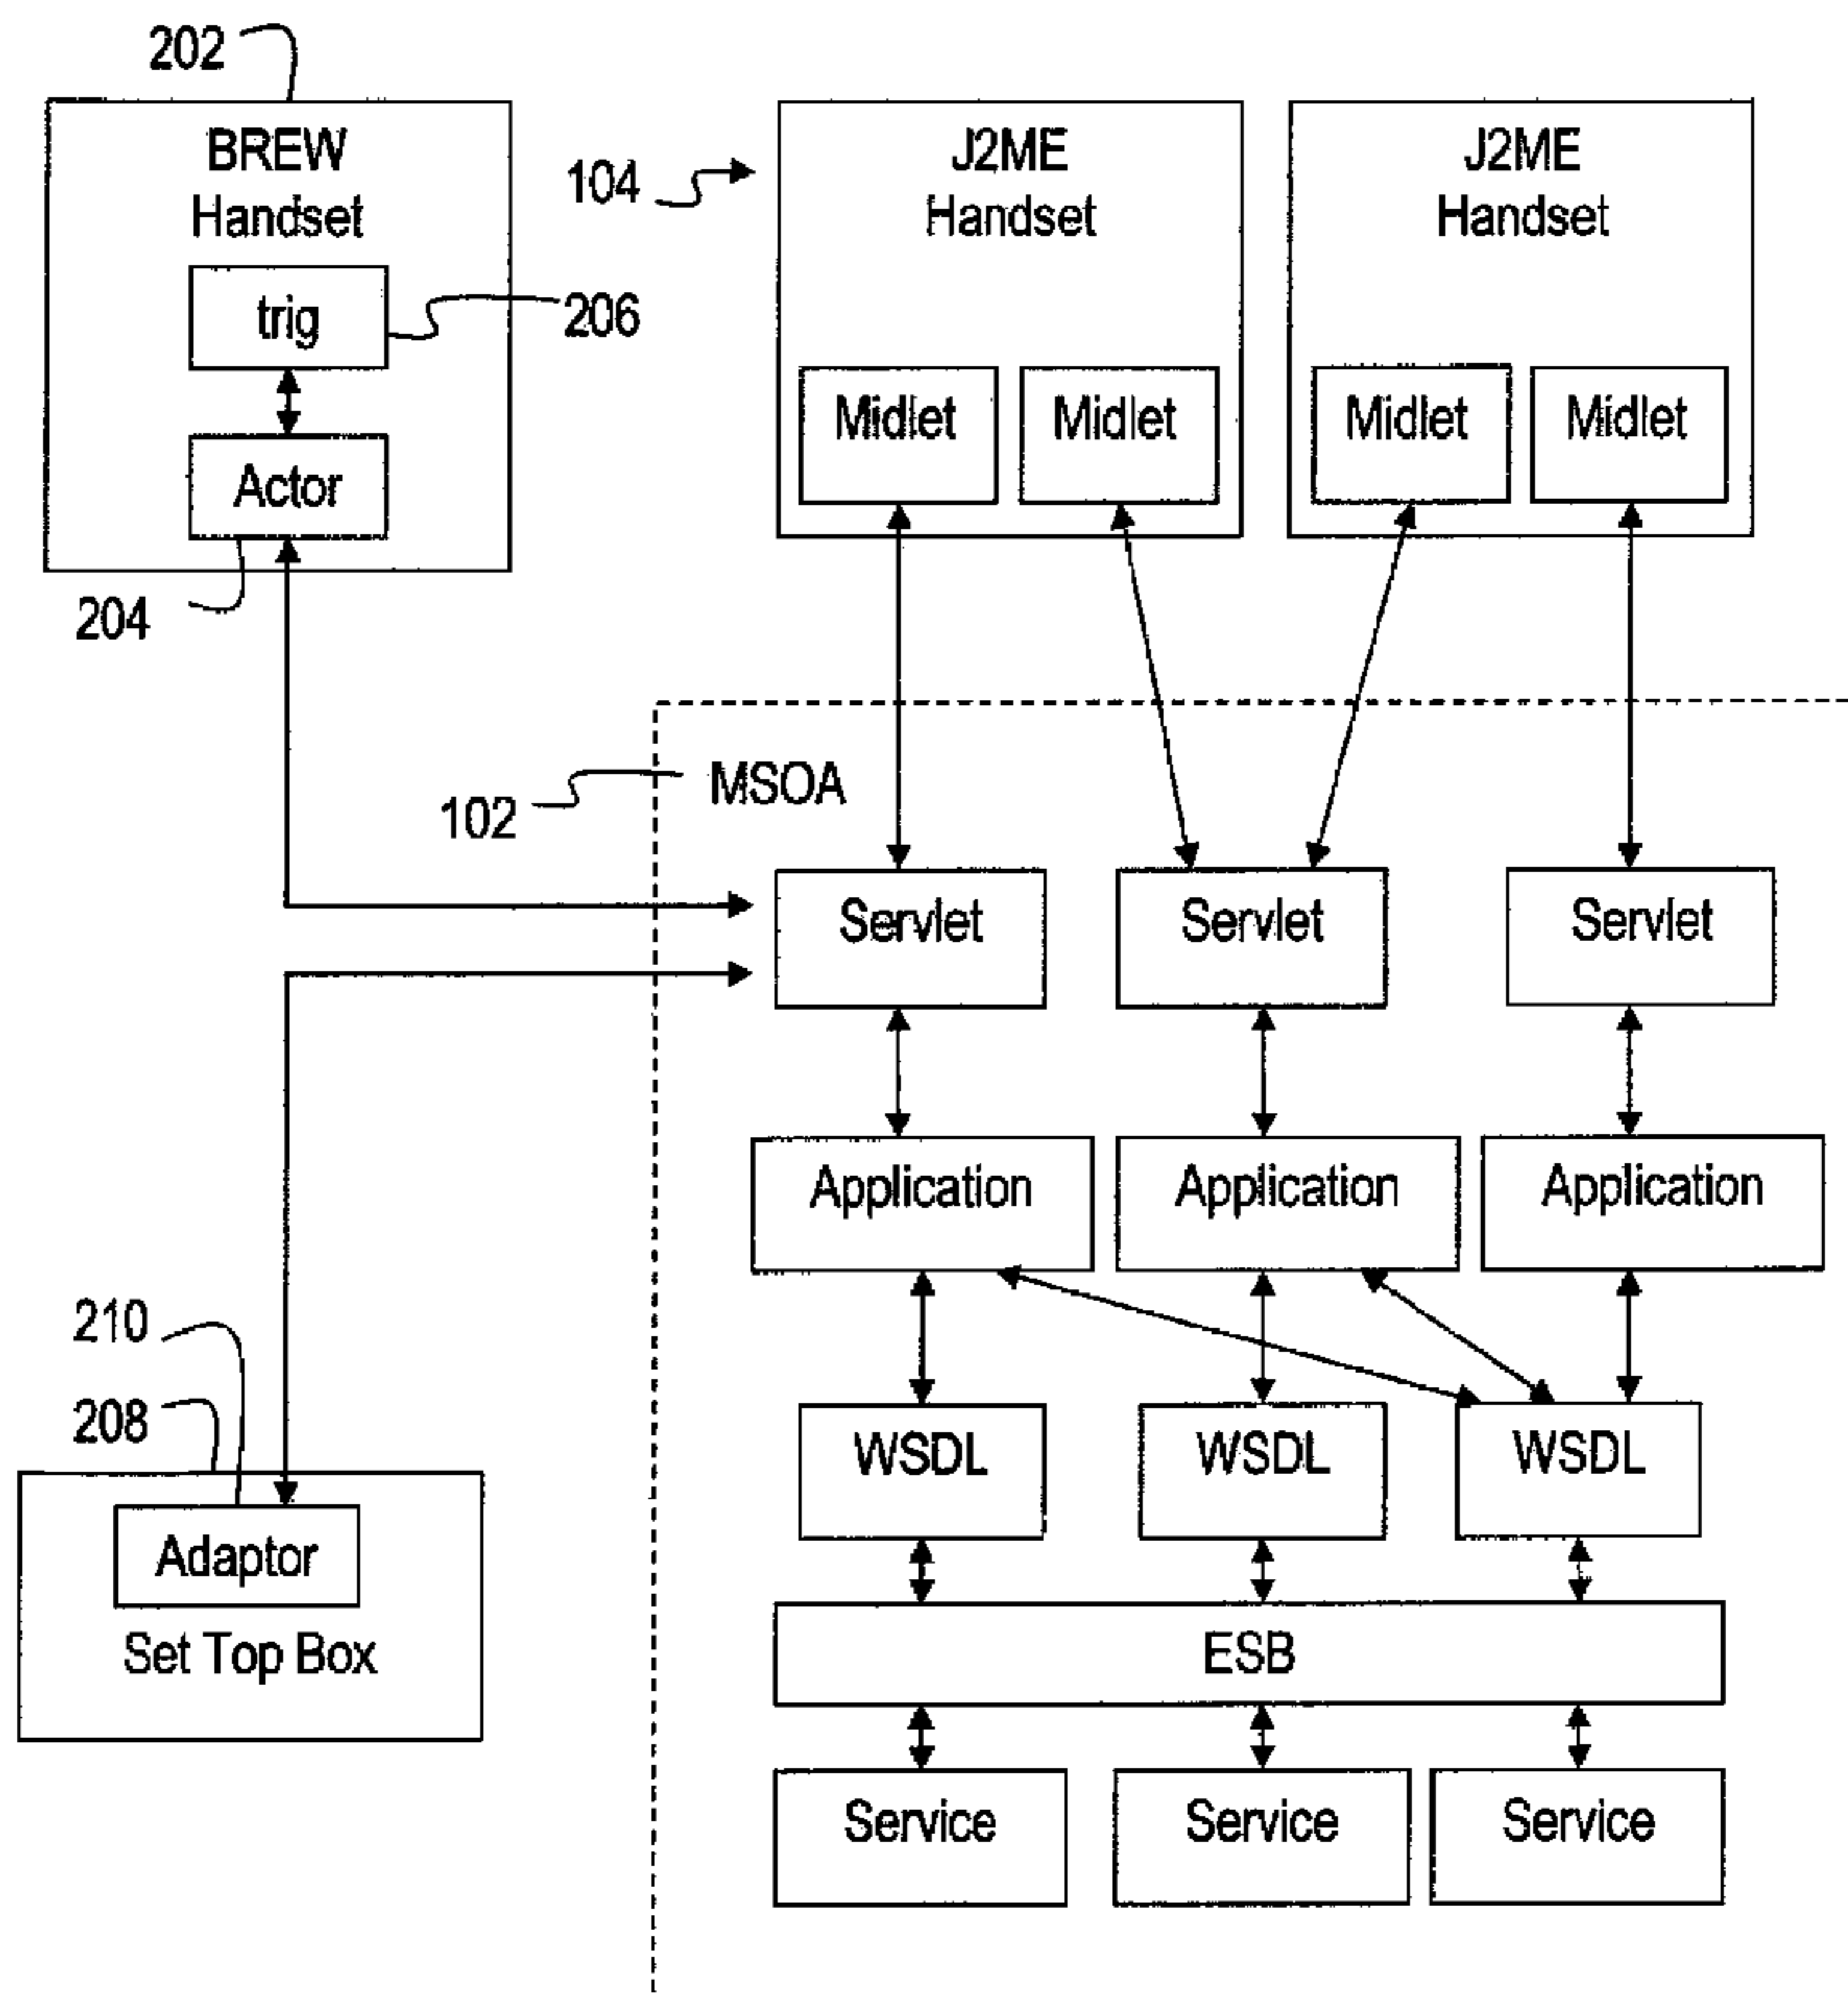 202
BREW
Handset
trig
206
Actor
204
104
J2ME
Handset
Midlet
Midlet
J2ME
Handset
Midlet
Midlet
102
MSOA
Servlet
Servlet
Servlet
Application
Application
Application
210
208
Adaptor
Set Top Box
WSDL
WSDL
WSDL
ESB
Service
Service
Service